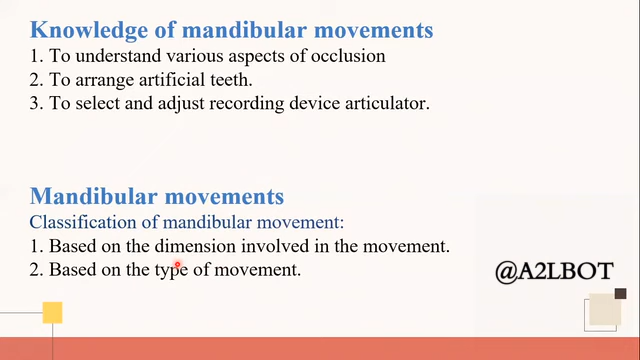 Knowledge of mandibular movements
1. To understand various aspects of occlusion
2. To arrange artificial teeth.
3. To select and adjust recording device articulator.
Mandibular movements
Classification of mandibular movement:
1. Based on the dimension involved in the movement.
2. Based on the type of movement.
@A2LBOT